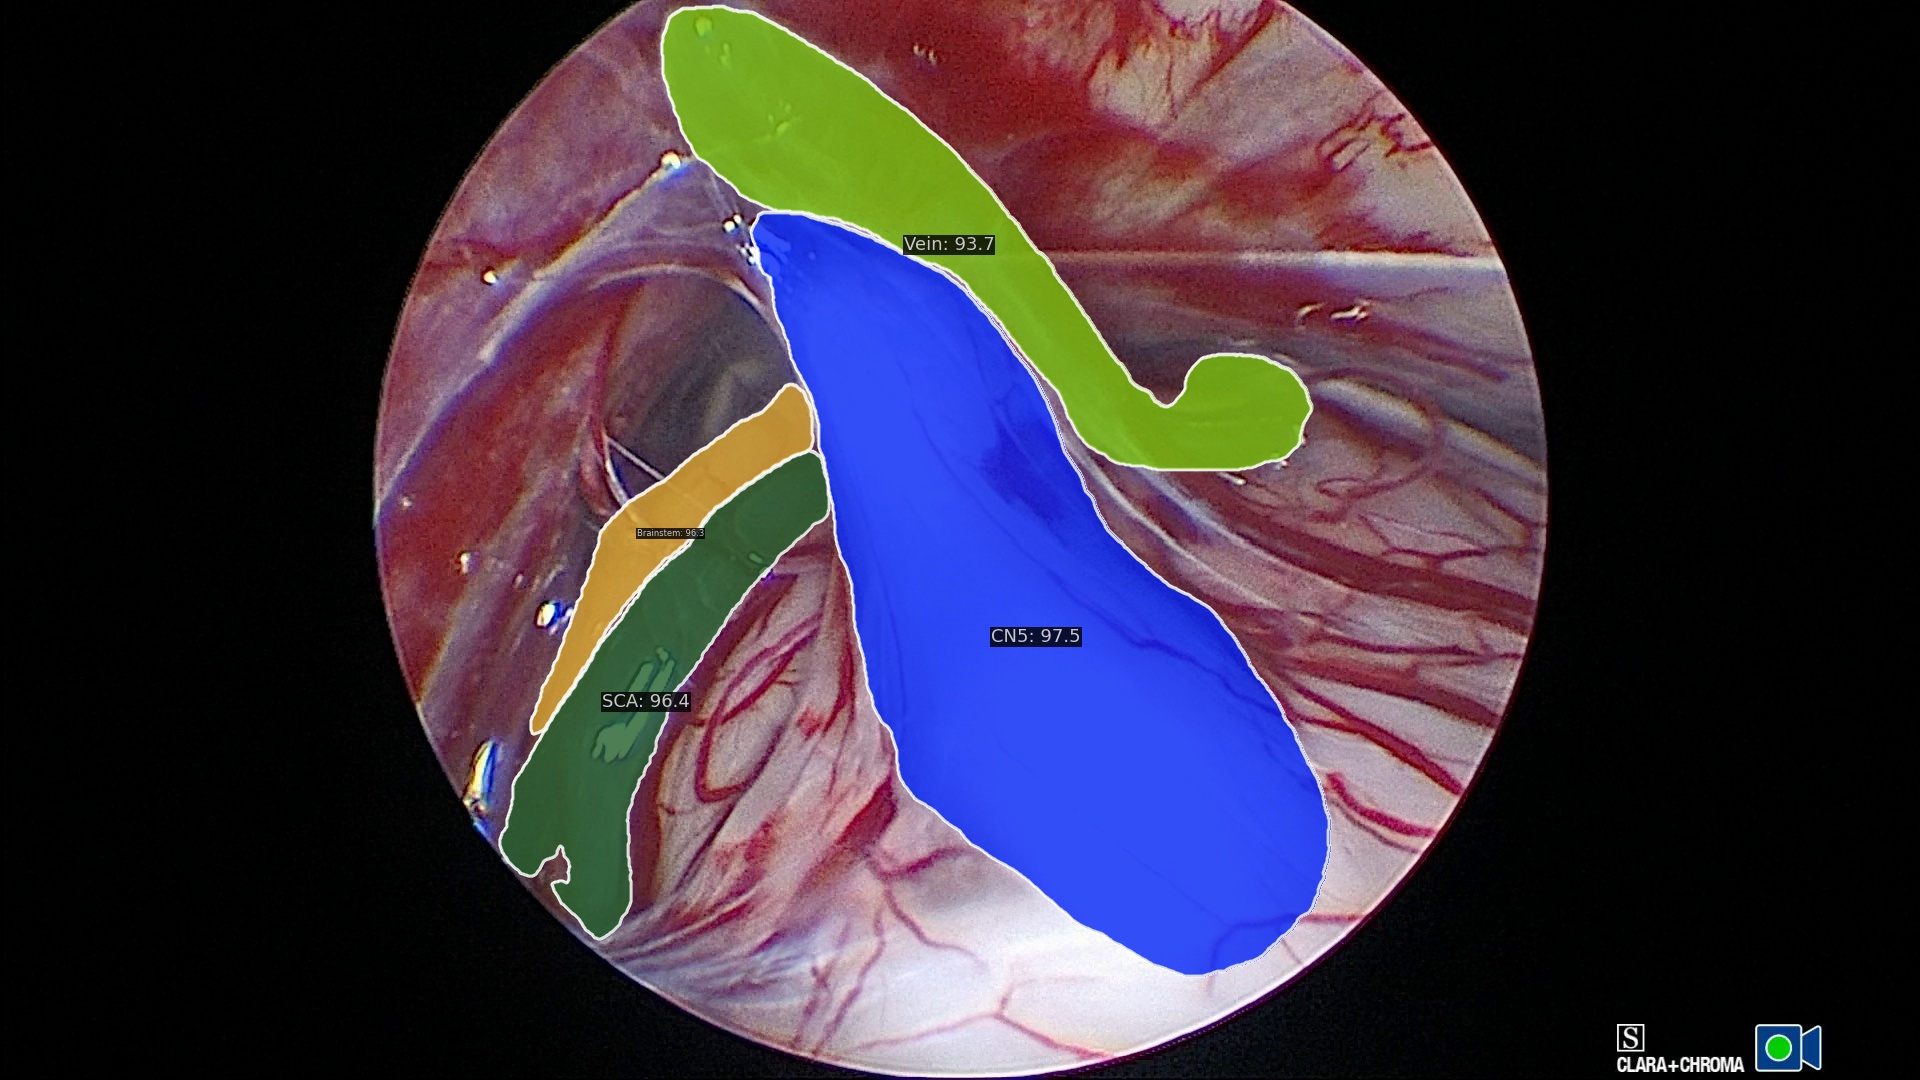 Vein: 93.7
Brainstem: 96.3
CN5: 97.5
SCA: 96.4
S
CLARA+CHROMA